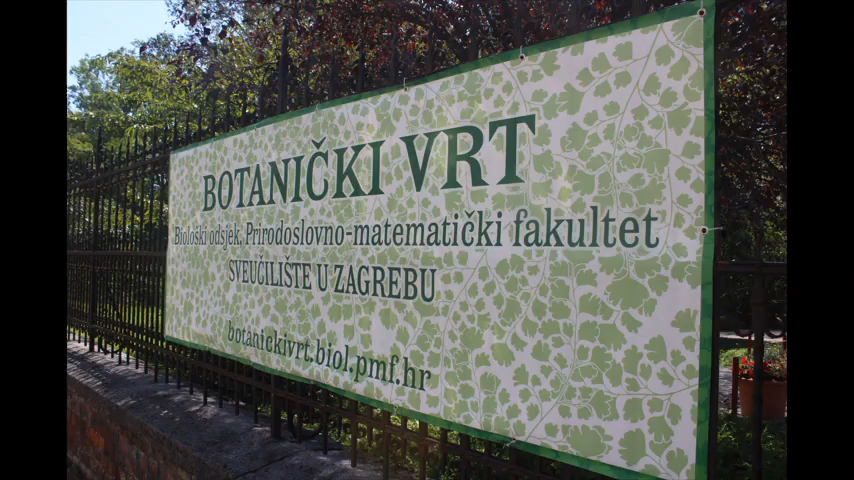 BOTANIČKI VRT
Biološki odsjek, Prirodoslovno-matematički fakultet
SVEUČILIŠTE U ZAGREBU
botanickivrt.biol.pmf.hr